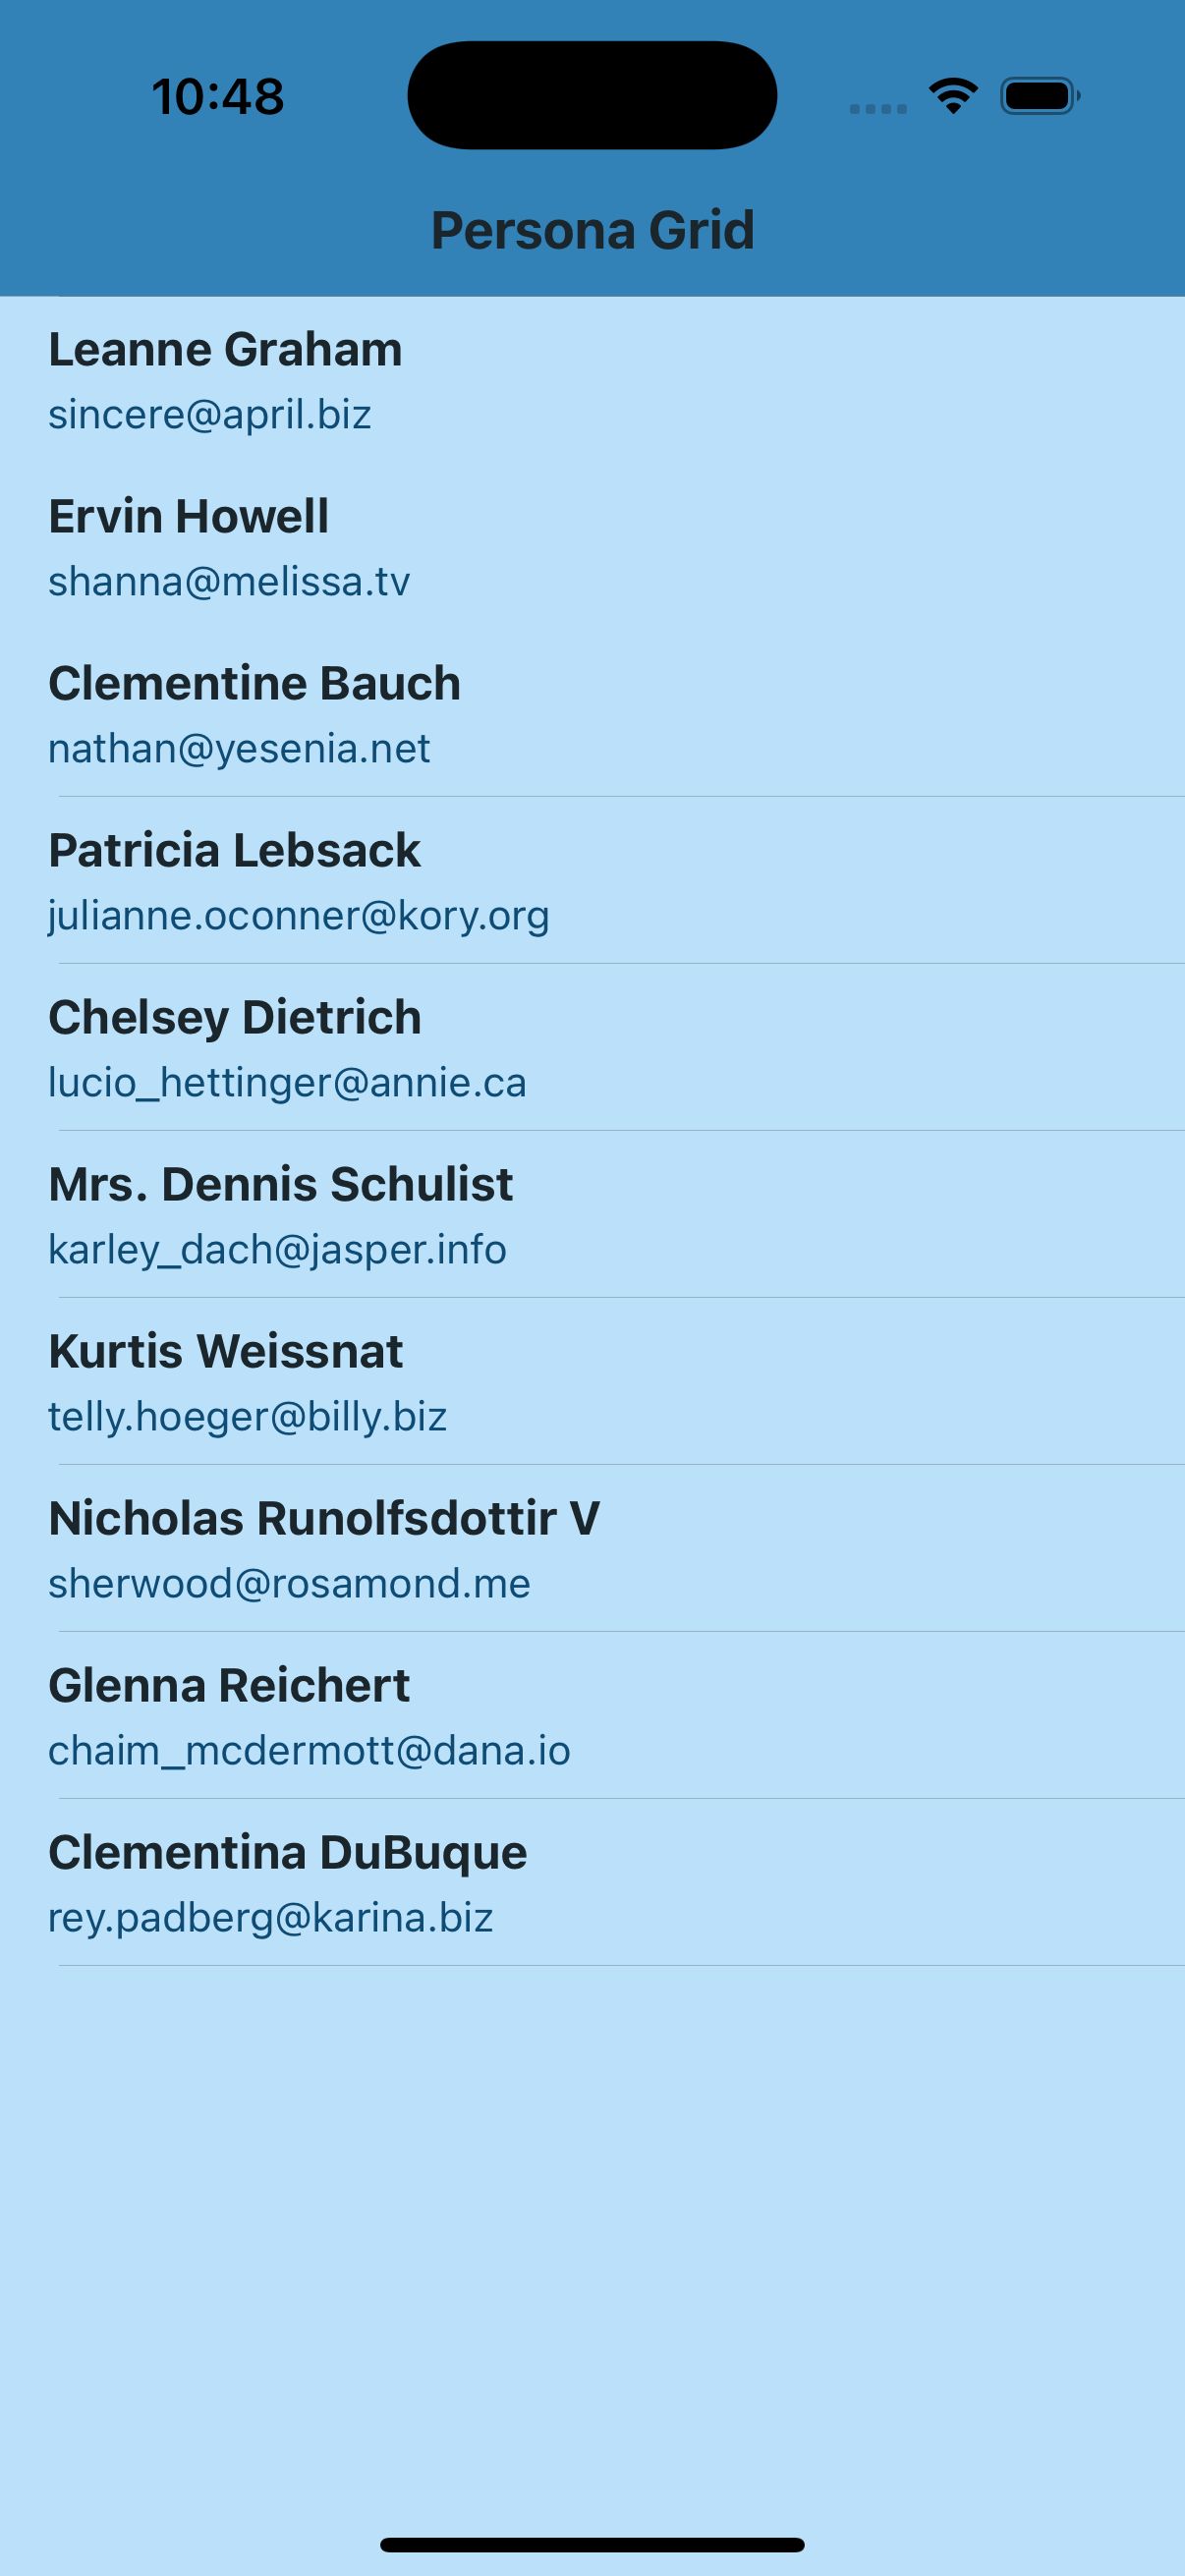 10:48
Persona Grid
Leanne Graham
sincere@april.biz
Ervin Howell
shanna@melissa.tv
Clementine Bauch
nathan@yesenia.net
Patricia Lebsack
julianne.oconner@kory.org
Chelsey Dietrich
lucio_hettinger@annie.ca
Mrs. Dennis Schulist
karley_dach@jasper.info
Kurtis Weissnat
telly.hoeger@billy.biz
Nicholas Runolfsdottir V
sherwood@rosamond.me
Glenna Reichert
chaim_mcdermott@dana.io
Clementina DuBuque
rey.padberg@karina.biz